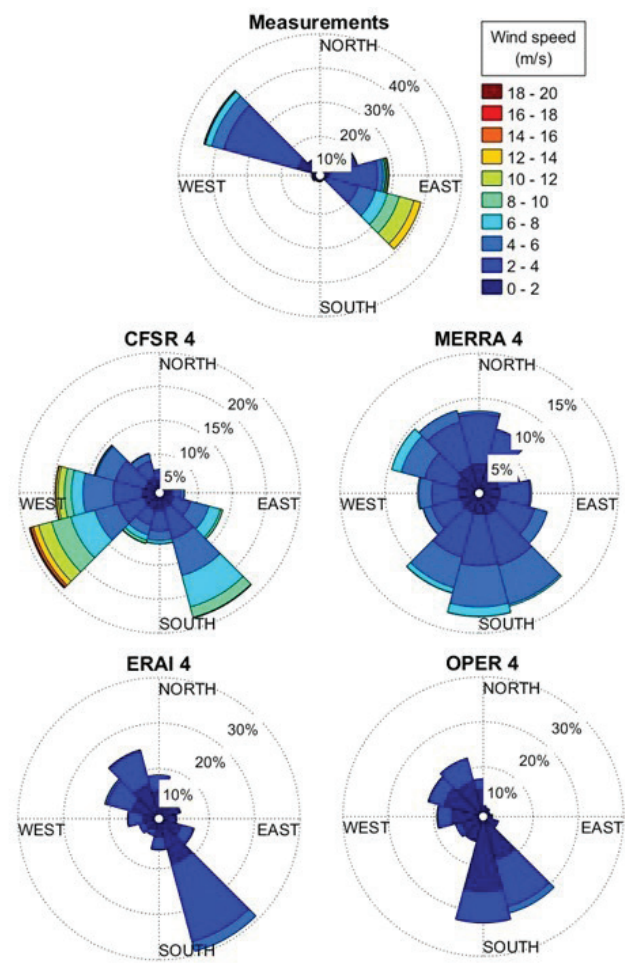 Measurements
NORTH
40%
30%
20%
10%
WEST
EAST
SOUTH
Wind speed
(m/s)
18 - 20
16 - 18
14 - 16
12 - 14
10 - 12
8 - 10
6 - 8
4 - 6
2 - 4
0 - 2
CFSR 4
NORTH
20%
15%
10%
5%
WEST
EAST
SOUTH
MERRA 4
NORTH
15%
10%
5%
WEST
EAST
SOUTH
ERAI 4
NORTH
30%
20%
10%
WEST
EAST
SOUTH
OPER 4
NORTH
30%
20%
10%
WEST
EAST
SOUTH